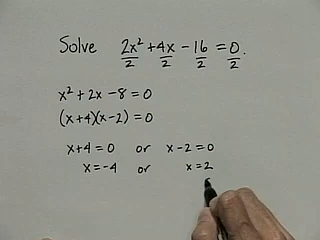 Solve 2x²/2 + 4x/2 - 16/2 = 0/2.
x² + 2x - 8 = 0
(x+4)(x-2) = 0
x+4 = 0 or x-2 = 0
x = -4 or x = 2